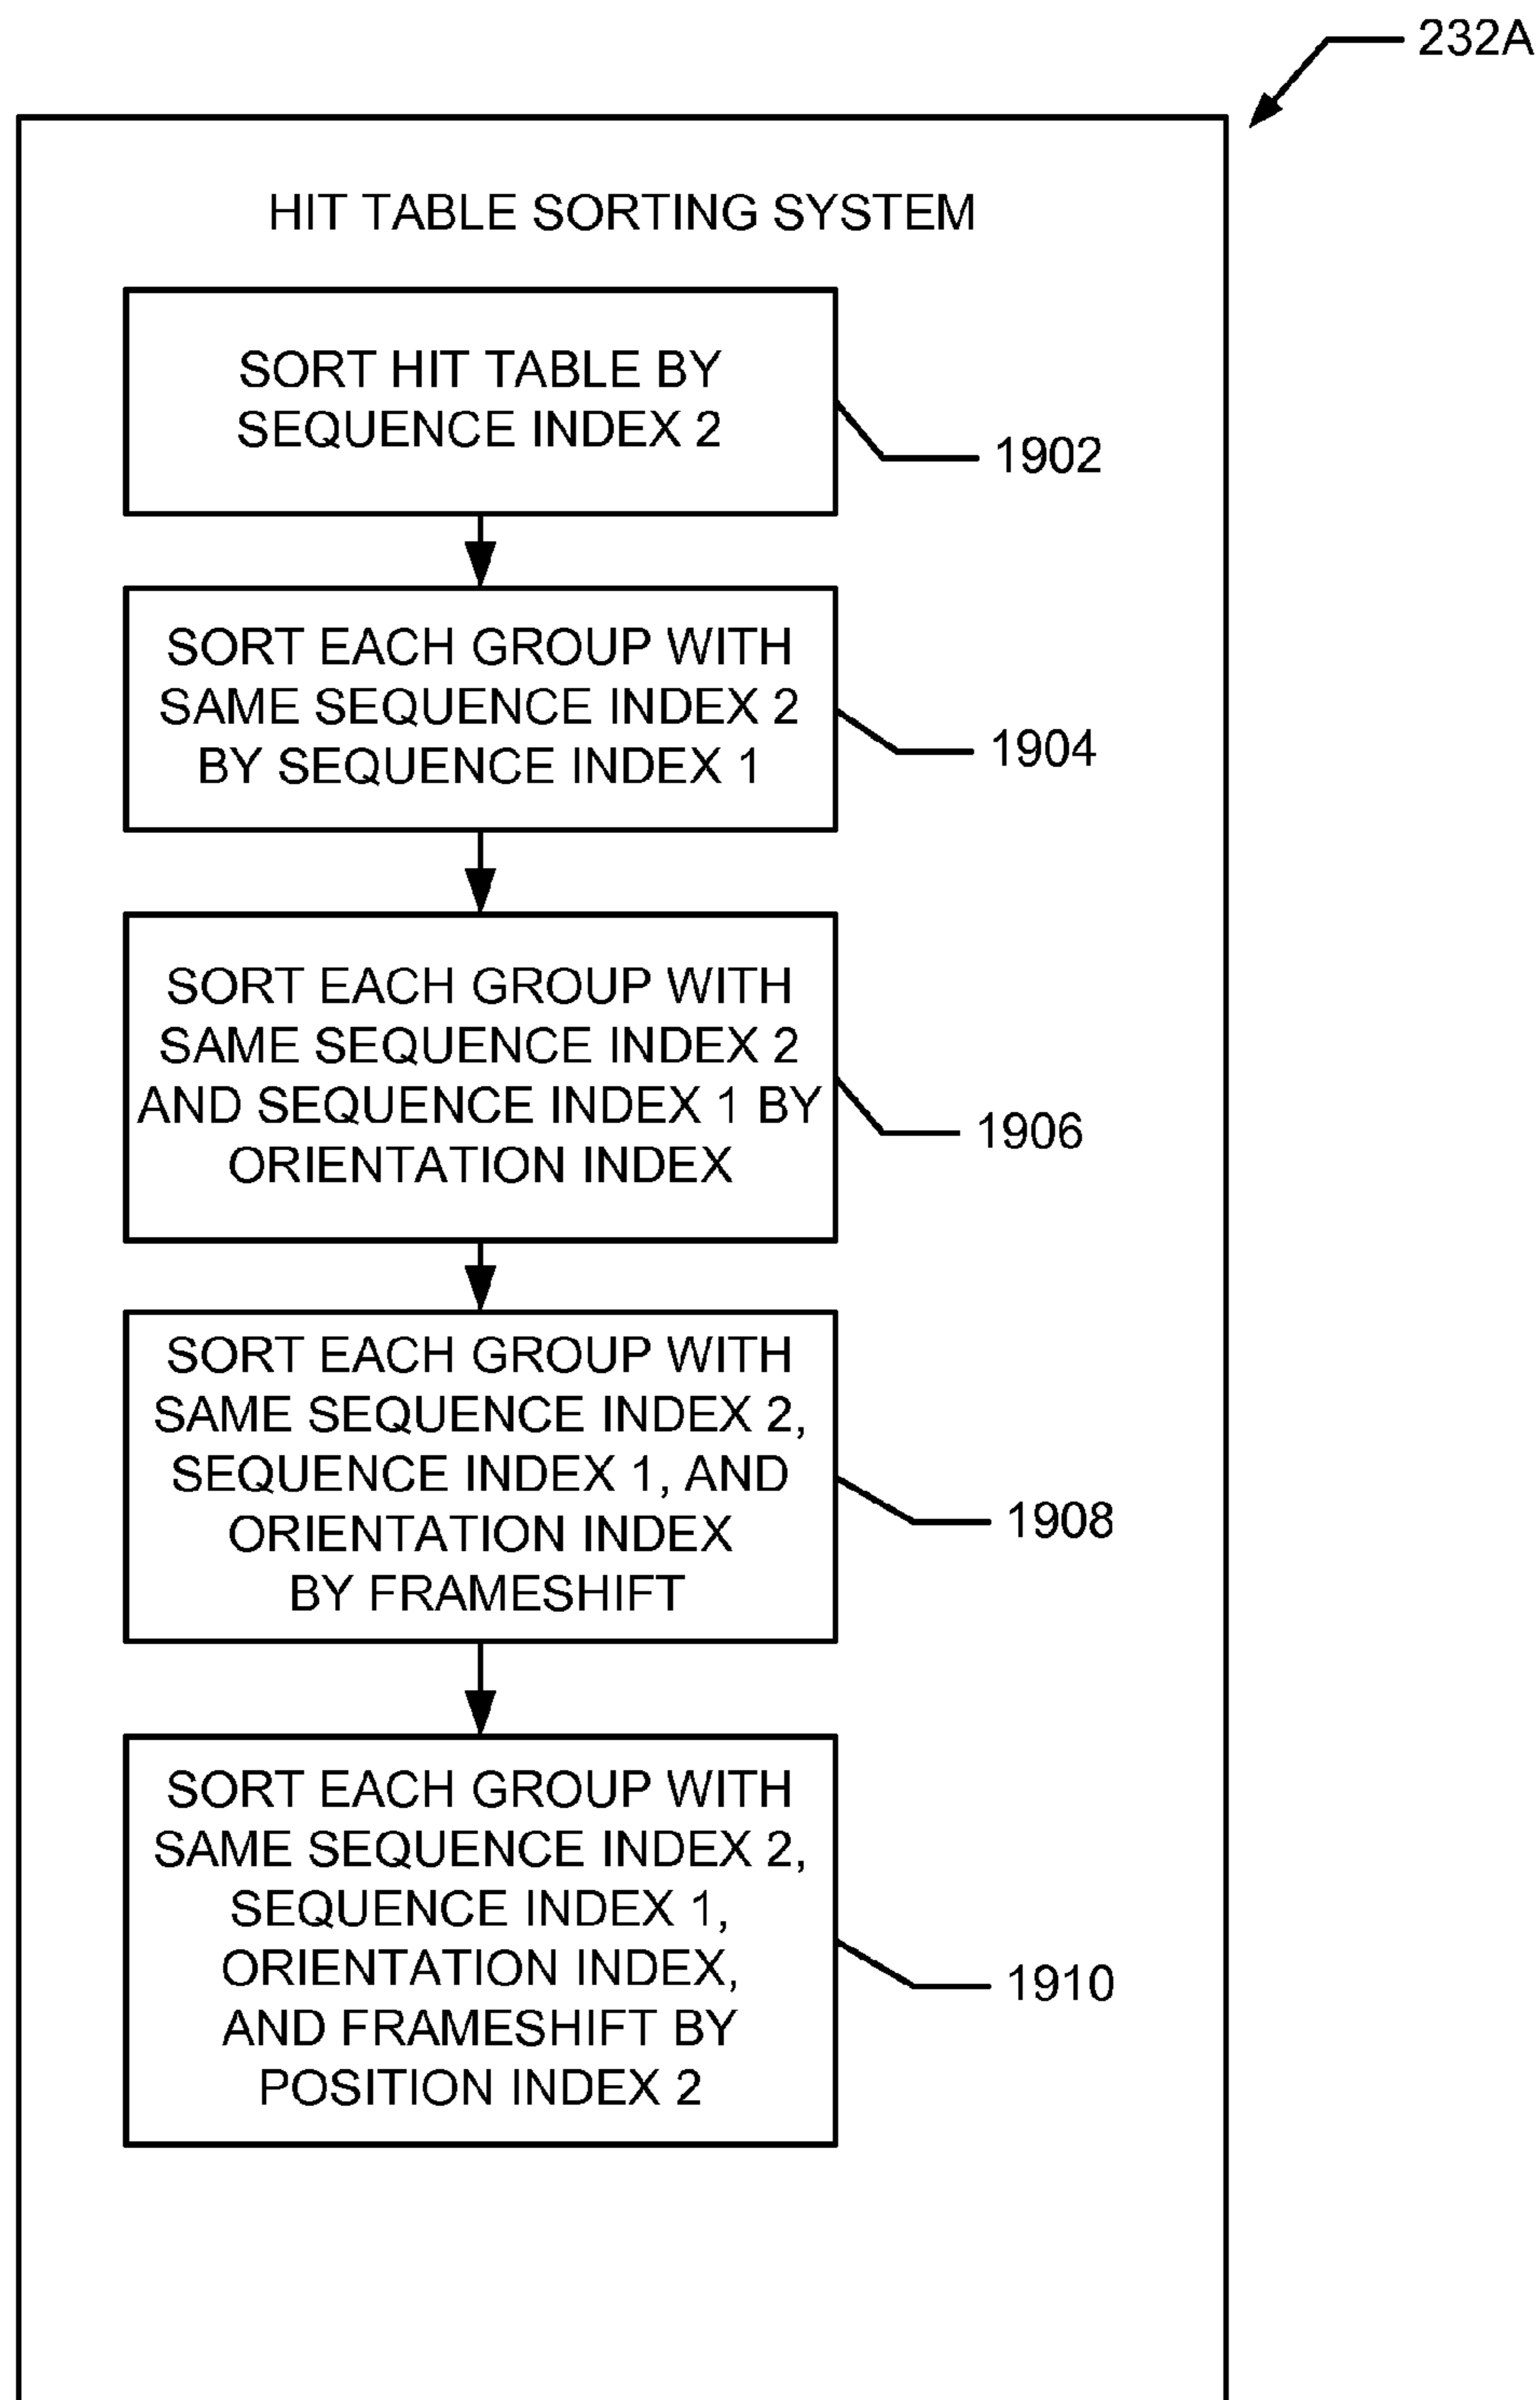 232A
HIT TABLE SORTING SYSTEM
SORT HIT TABLE BY
SEQUENCE INDEX 2
1902
SORT EACH GROUP WITH
SAME SEQUENCE INDEX 2
BY SEQUENCE INDEX 1
1904
SORT EACH GROUP WITH
SAME SEQUENCE INDEX 2
AND SEQUENCE INDEX 1 BY
ORIENTATION INDEX
1906
SORT EACH GROUP WITH
SAME SEQUENCE INDEX 2,
SEQUENCE INDEX 1, AND
ORIENTATION INDEX
BY FRAMESHIFT
1908
SORT EACH GROUP WITH
SAME SEQUENCE INDEX 2,
SEQUENCE INDEX 1,
ORIENTATION INDEX,
AND FRAMESHIFT BY
POSITION INDEX 2
1910